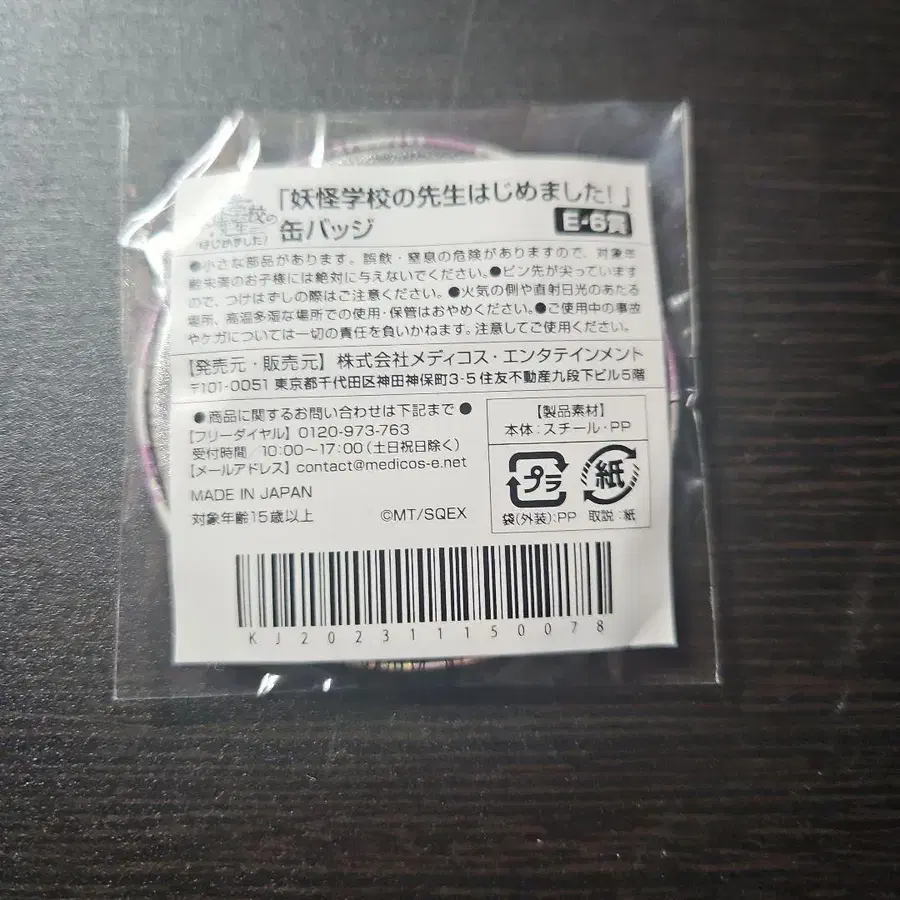 「妖怪学校の先生はじめました!」
缶バッジ
E-6賞
学校の
先生
はじめました!
●小さな部品があります。誤飲・窒息の危険がありますので、対象年
齢未満のお子様には絶対に与えないでください。●ピン先が尖っています
ので、つけはずしの際はご注意ください。●火気の側や直射日光のあたる
場所、高温多湿な場所での使用・保管はおやめください。●ご使用中の事故
やケガについては一切の責任を負いかねます。注意してご使用ください。
【発売元・販売元】株式会社メディコス・エンタテインメント
〒101-0051 東京都千代田区神田神保町3-5 住友不動産九段下ビル5階
●商品に関するお問い合わせは下記まで●
【フリーダイヤル】0120-973-763
受付時間/10:00〜17:00(土日祝日除く)
【メールアドレス】contact@medicos-e.net
MADE IN JAPAN
対象年齢15歳以上
©MT/SQEX
【製品素材】
本体:スチール・PP
プラ
紙
袋(外装):PP
取説:紙
KJ202311150078